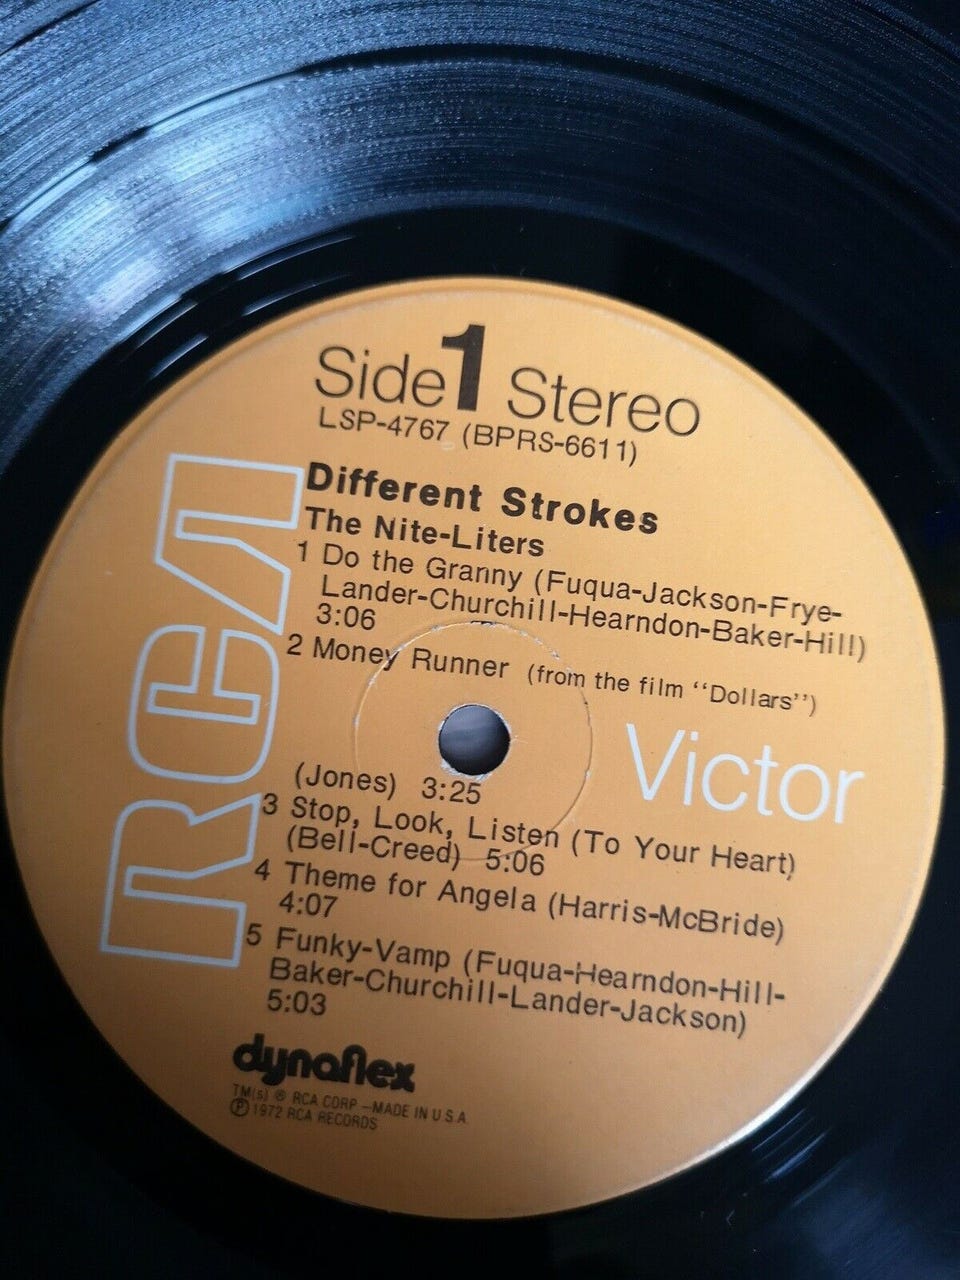 Side 1 Stereo
LSP-4767 (BPRS-6611)
Different Strokes
The Nite-Liters
1 Do the Granny (Fuqua-Jackson-Frye-
Lander-Churchill-Hearndon-Baker-Hill)
3:06
2 Money Runner (from the film “Dollars”)
RCA
Victor
(Jones) 3:25
3 Stop, Look, Listen (To Your Heart)
(Bell-Creed) 5:06
4 Theme for Angela (Harris-McBride)
4:07
5 Funky-Vamp (Fuqua-Hearndon-Hill-
Baker-Churchill-Lander-Jackson)
5:03
dynaflex
TM(s) ® RCA CORP –MADE IN U.S.A.
℗ 1972 RCA RECORDS